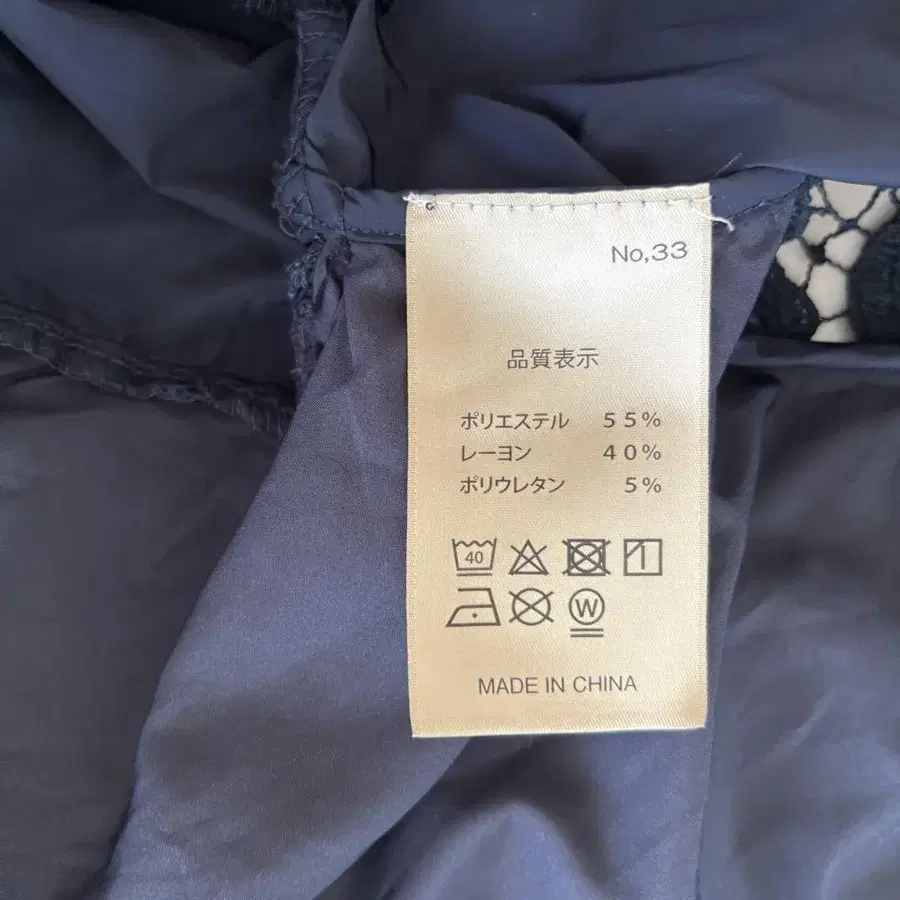 No,33
品質表示
ポリエステル 55%
レーヨン 40%
ポリウレタン 5%
40
W
MADE IN CHINA